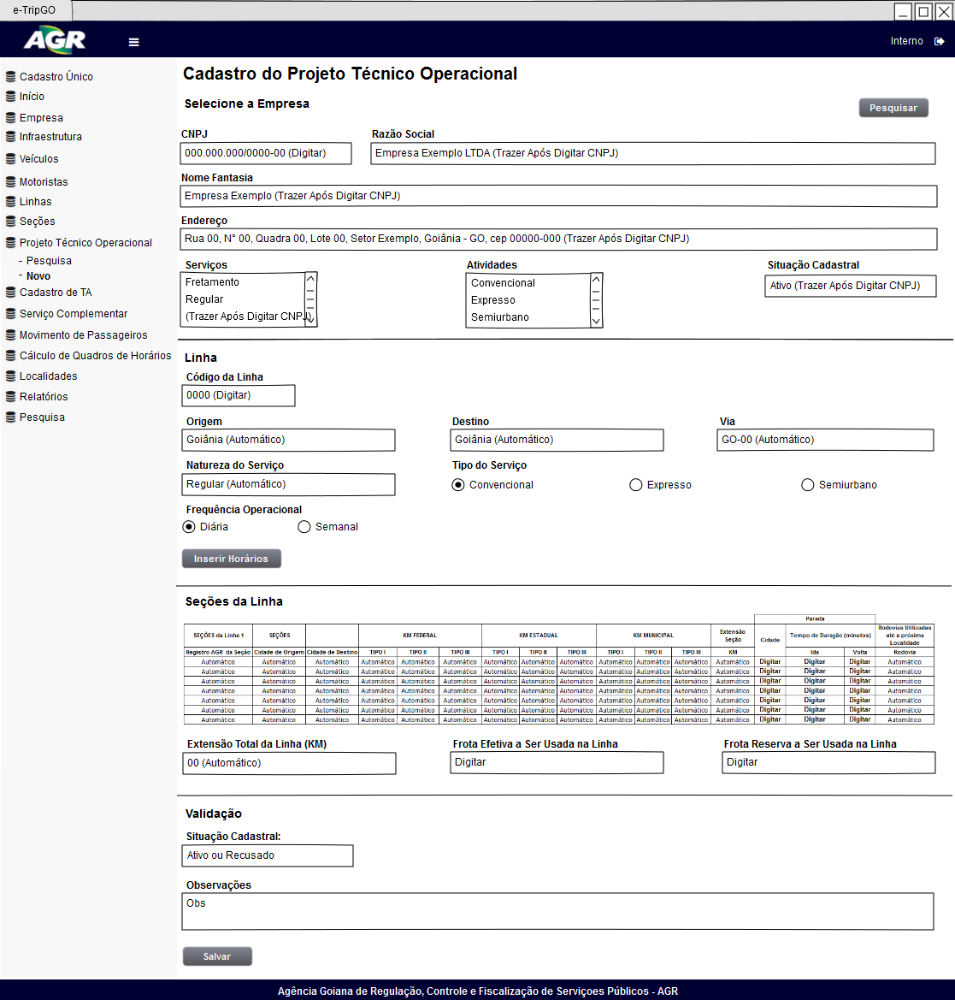 e-TripGO
AGR
Interno
Cadastro Único
Início
Empresa
Infraestrutura
Veículos
Motoristas
Linhas
Seções
Projeto Técnico Operacional
- Pesquisa
- Novo
Cadastro de TA
Serviço Complementar
Movimento de Passageiros
Cálculo de Quadros de Horários
Localidades
Relatórios
Pesquisa
Cadastro do Projeto Técnico Operacional
Selecione a Empresa
Pesquisar
CNPJ Razão Social
000.000.000/0000-00 (Digitar) Empresa Exemplo LTDA (Trazer Após Digitar CNPJ)
Nome Fantasia
Empresa Exemplo (Trazer Após Digitar CNPJ)
Endereço
Rua 00, N° 00, Quadra 00, Lote 00, Setor Exemplo, Goiânia - GO, cep 00000-000 (Trazer Após Digitar CNPJ)
Serviços Atividades Situação Cadastral
Fretamento Convencional Ativo (Trazer Após Digitar CNPJ)
Regular Expresso
(Trazer Após Digitar CNPJ) Semiurbano
Linha
Código da Linha
0000 (Digitar)
Origem Destino Via
Goiânia (Automático) Goiânia (Automático) GO-00 (Automático)
Natureza do Serviço Tipo do Serviço
Regular (Automático) Convencional Expresso Semiurbano
Frequência Operacional
Diária Semanal
Inserir Horários
Seções da Linha
Parada
SEÇÕES da Linha 1 SEÇÕES KM FEDERAL KM ESTADUAL KM MUNICIPAL Extensão Seção Cidade Tempo de Duração (minutos) Rodovias Utilizadas até a próxima Localidade
Registro AGR da Seção Cidade de Origem Cidade de Destino TIPO I TIPO II TIPO III TIPO I TIPO II TIPO III TIPO I TIPO II TIPO III KM Ida Volta Rodovia
Automático Automático Automático Automático Automático Automático Automático Automático Automático Automático Automático Automático Automático Digitar Digitar Digitar Automático
Automático Automático Automático Automático Automático Automático Automático Automático Automático Automático Automático Automático Automático Digitar Digitar Digitar Automático
Automático Automático Automático Automático Automático Automático Automático Automático Automático Automático Automático Automático Automático Digitar Digitar Digitar Automático
Automático Automático Automático Automático Automático Automático Automático Automático Automático Automático Automático Automático Automático Digitar Digitar Digitar Automático
Automático Automático Automático Automático Automático Automático Automático Automático Automático Automático Automático Automático Automático Digitar Digitar Digitar Automático
Automático Automático Automático Automático Automático Automático Automático Automático Automático Automático Automático Automático Automático Digitar Digitar Digitar Automático
Automático Automático Automático Automático Automático Automático Automático Automático Automático Automático Automático Automático Automático Digitar Digitar Digitar Automático
Extensão Total da Linha (KM) Frota Efetiva a Ser Usada na Linha Frota Reserva a Ser Usada na Linha
00 (Automático) Digitar Digitar
Validação
Situação Cadastral:
Ativo ou Recusado
Observações
Obs
Salvar
Agência Goiana de Regulação, Controle e Fiscalização de Serviçoes Públicos - AGR